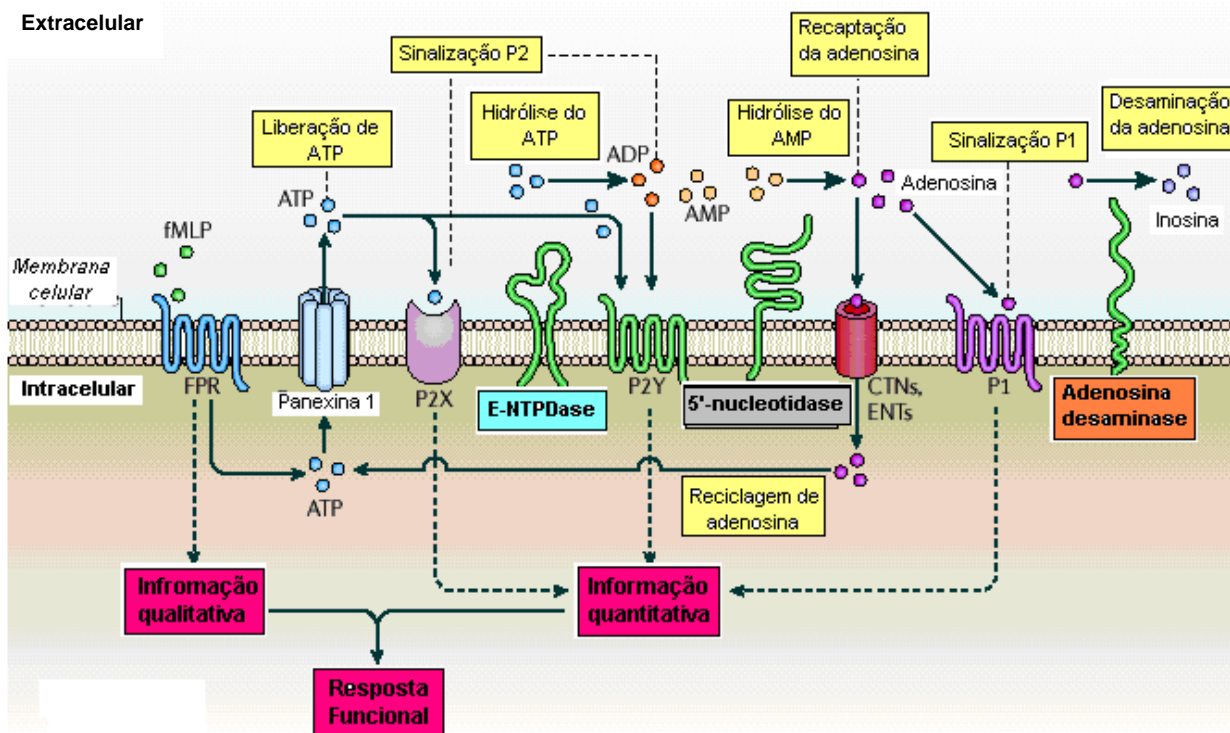 Extracelular
Sinalização P2
Recaptação
da adenosina
Liberação de
ATP
Hidrólise do
ATP
Hidrólise do
AMP
Sinalização P1
Desaminação
da adenosina
ATP
ADP
AMP
Adenosina
Inosina
fMLP
Membrana
celular
Intracelular
FPR
Panexina 1
P2X
E-NTPDase
P2Y
5'-nucleotidase
CTNs,
ENTs
P1
Adenosina
desaminase
ATP
Reciclagem de
adenosina
Infromação
qualitativa
Informação
quantitativa
Resposta
Funcional